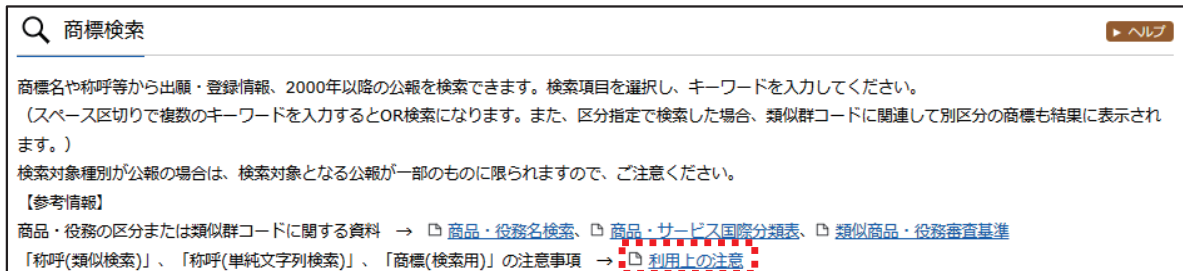 商標検索
ヘルプ
商標名や称呼等から出願・登録情報、2000年以降の公報を検索できます。検索項目を選択し、キーワードを入力してください。
（スペース区切りで複数のキーワードを入力するとOR検索になります。また、区分指定で検索した場合、類似群コードに関連して別区分の商標も結果に表示され
ます。）
検索対象種別が公報の場合は、検索対象となる公報が一部のものに限られますので、ご注意ください。
【参考情報】
商品・役務の区分または類似群コードに関する資料 → 商品・役務名検索、商品・サービス国際分類表、類似商品・役務審査基準
「称呼(類似検索)」、「称呼(単純文字列検索)」、「商標(検索用)」の注意事項 → 利用上の注意